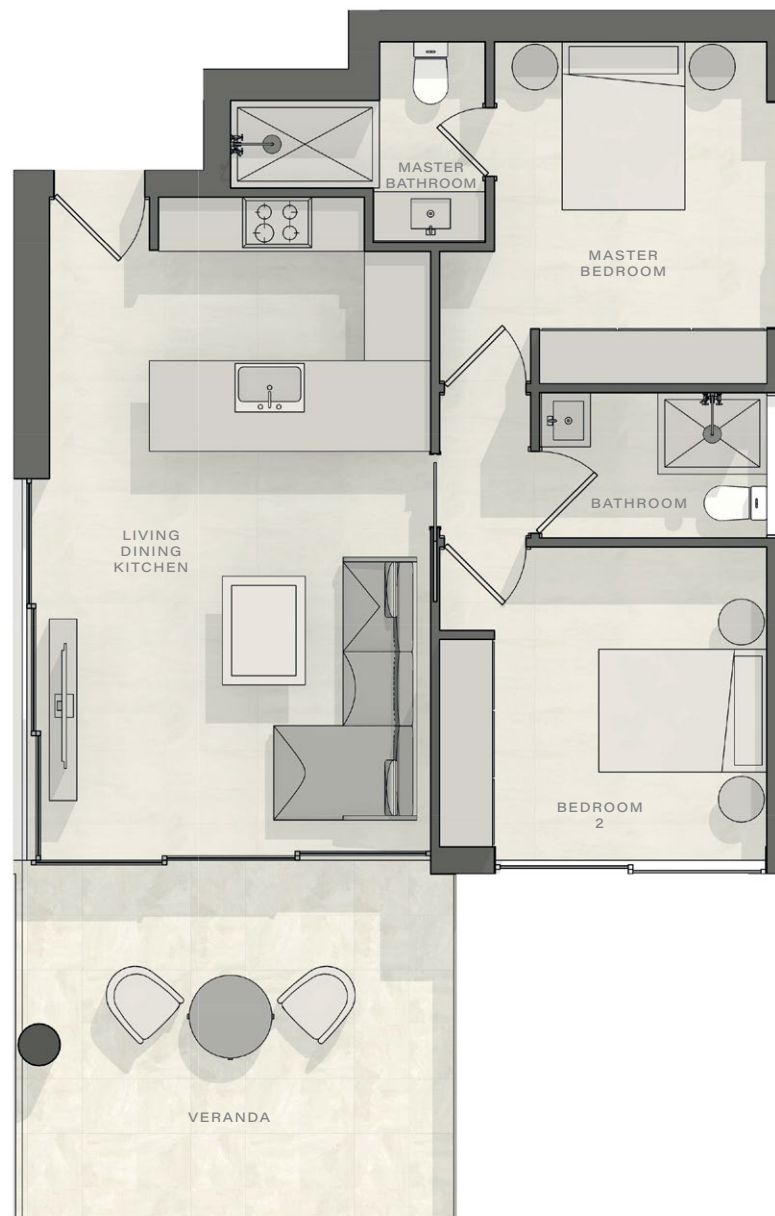 MASTER
BATHROOM
MASTER
BEDROOM
BATHROOM
LIVING
DINING
KITCHEN
BEDROOM
2
VERANDA